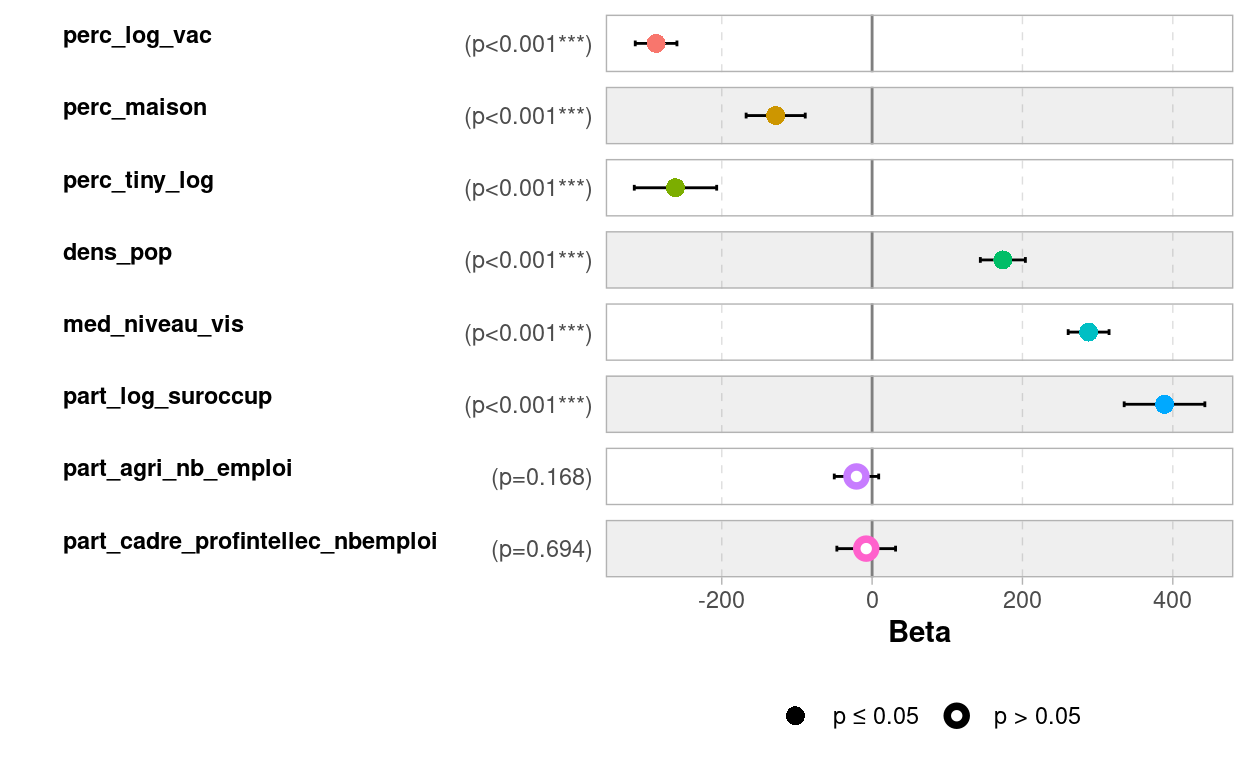 perc_log_vac (p<0.001***)
perc_maison (p<0.001***)
perc_tiny_log (p<0.001***)
dens_pop (p<0.001***)
med_niveau_vis (p<0.001***)
part_log_suroccup (p<0.001***)
part_agri_nb_emploi (p=0.168)
part_cadre_profintellec_nbemploi (p=0.694)
-200 0 200 400
Beta
p ≤ 0.05 p > 0.05